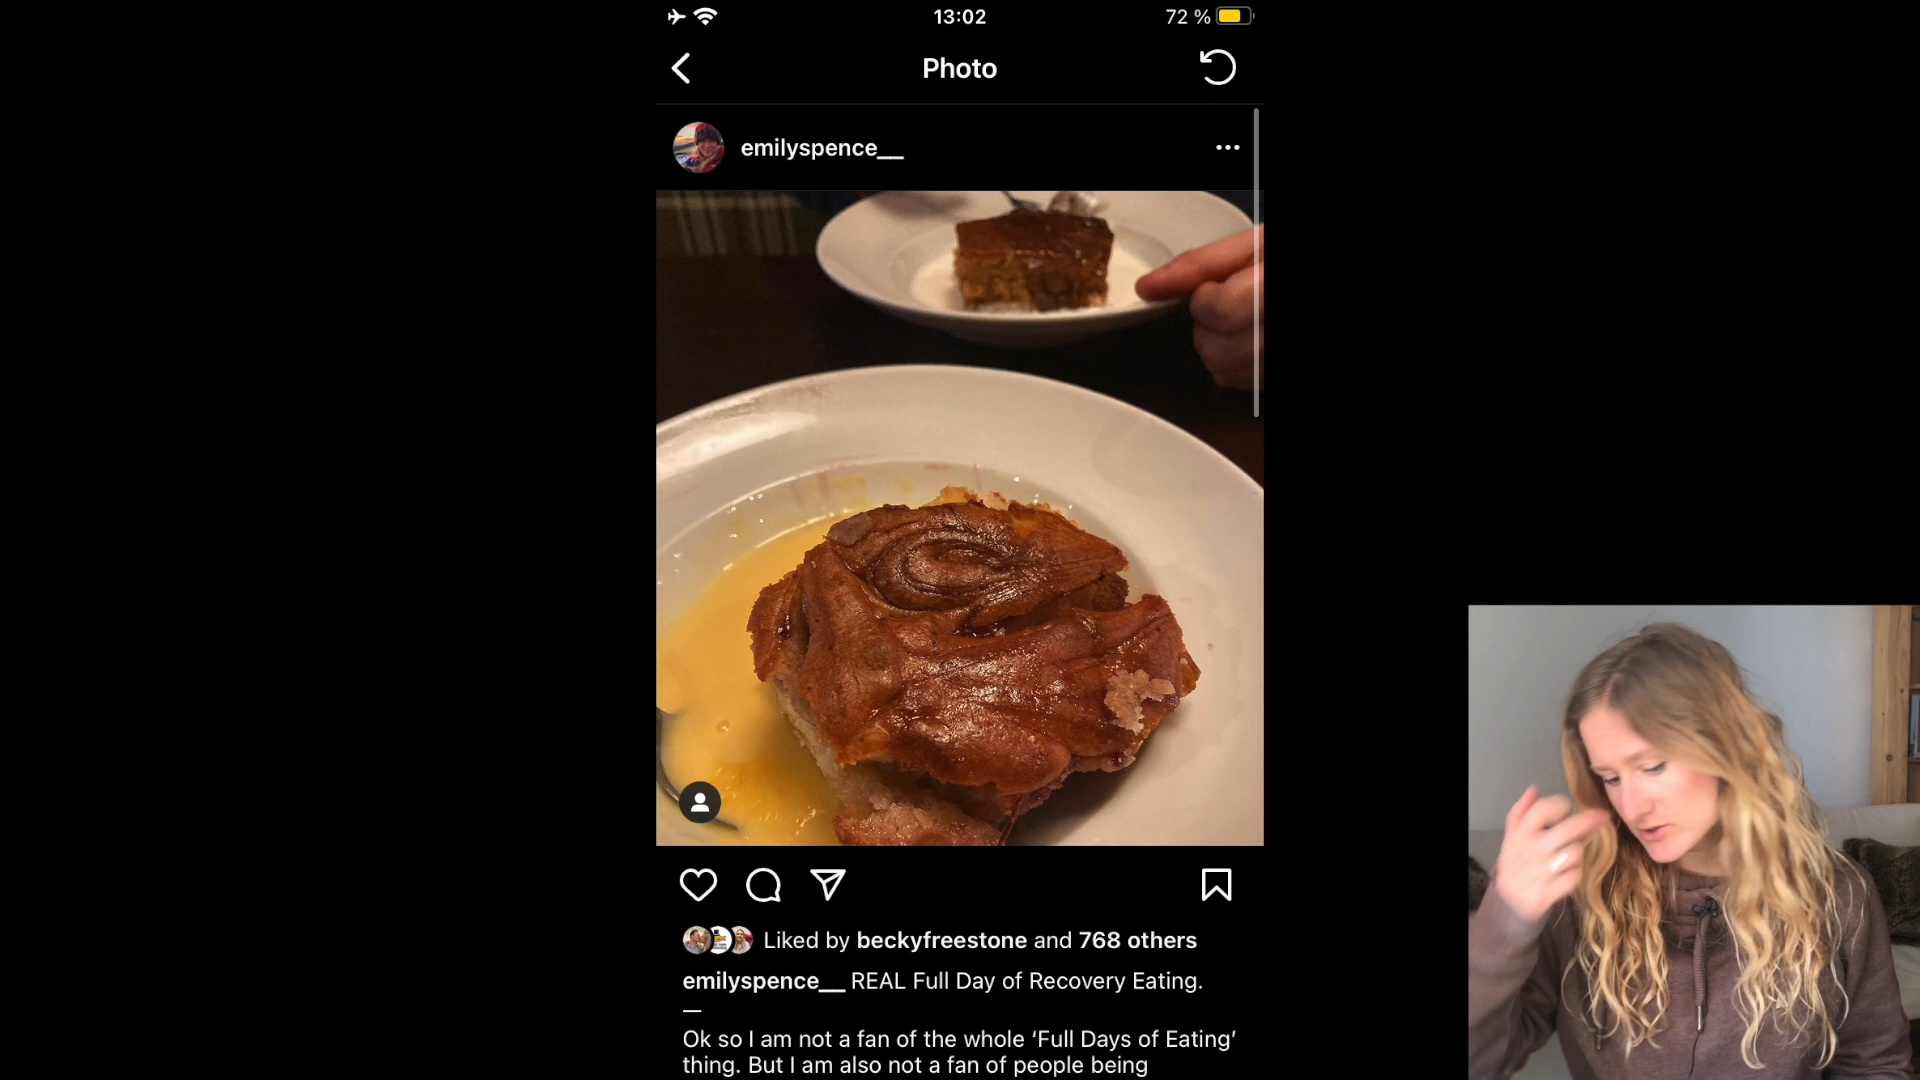 13:02
72 %
Photo
emilyspence__
Liked by beckyfreestone and 768 others
emilyspence__ REAL Full Day of Recovery Eating.
—
Ok so I am not a fan of the whole ‘Full Days of Eating’
thing. But I am also not a fan of people being